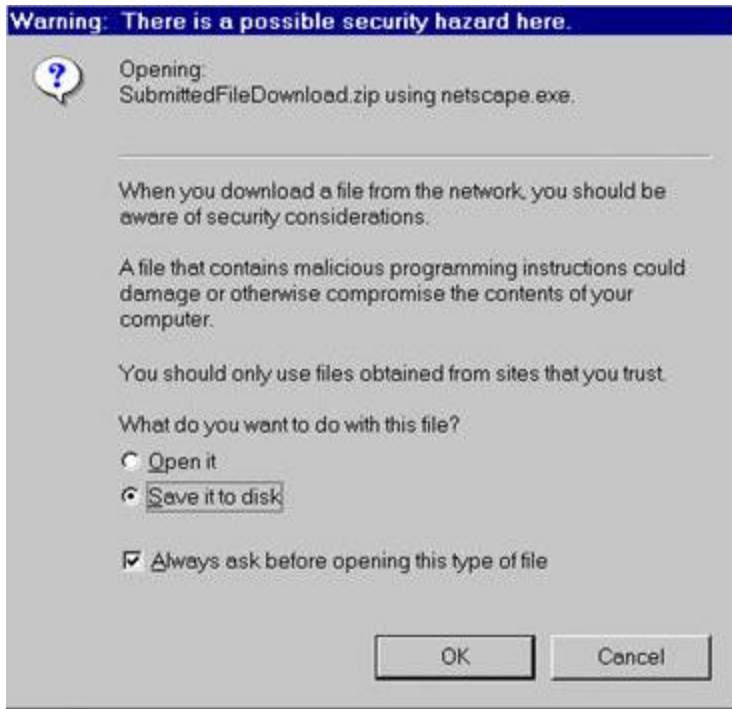 Warning: There is a possible security hazard here.
?
Opening:
SubmittedFileDownload.zip using netscape.exe.
When you download a file from the network, you should be
aware of security considerations.
A file that contains malicious programming instructions could
damage or otherwise compromise the contents of your
computer.
You should only use files obtained from sites that you trust.
What do you want to do with this file?
Open it
Save it to disk
Always ask before opening this type of file
OK Cancel